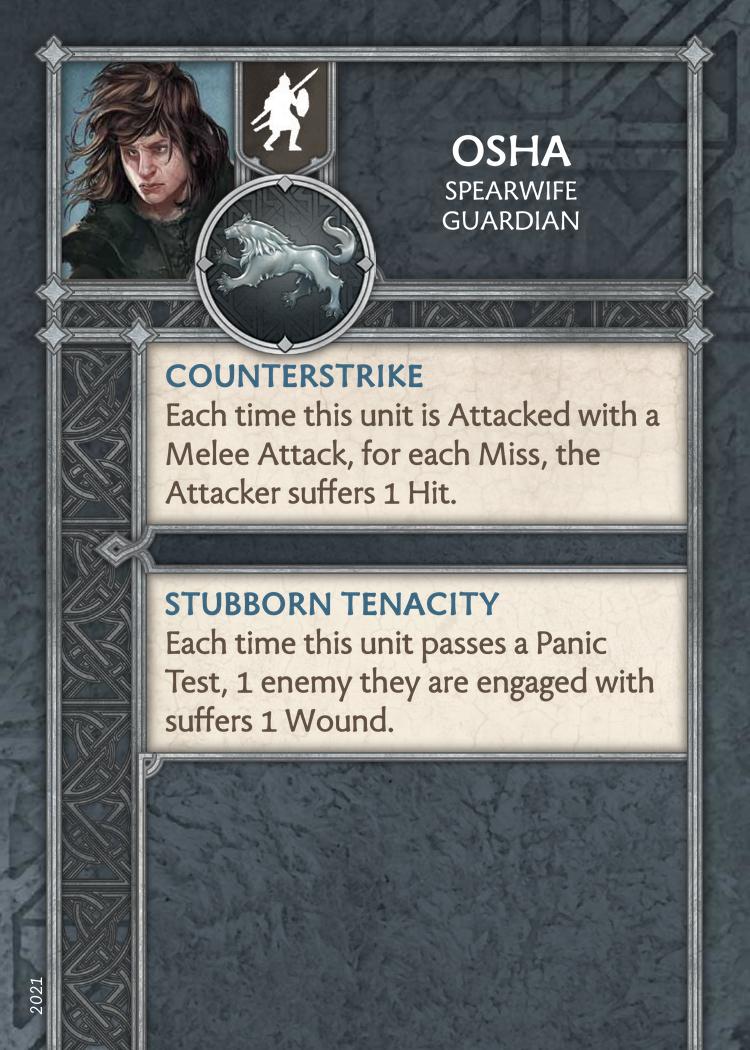 OSHA
SPEARWIFE
GUARDIAN
COUNTERSTRIKE
Each time this unit is Attacked with a
Melee Attack, for each Miss, the
Attacker suffers 1 Hit.
STUBBORN TENACITY
Each time this unit passes a Panic
Test, 1 enemy they are engaged with
suffers 1 Wound.
2021